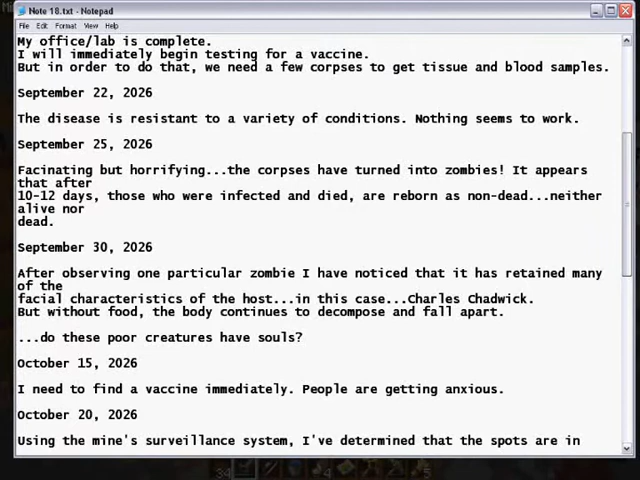 Note 18.txt - Notepad
File Edit Format View Help
My office/lab is complete.
I will immediately begin testing for a vaccine.
But in order to do that, we need a few corpses to get tissue and blood samples.
September 22, 2026
The disease is resistant to a variety of conditions. Nothing seems to work.
September 25, 2026
Facinating but horrifying...the corpses have turned into zombies! It appears
that after
10-12 days, those who were infected and died, are reborn as non-dead...neither
alive nor
dead.
September 30, 2026
After observing one particular zombie I have noticed that it has retained many
of the
facial characteristics of the host...in this case...Charles Chadwick.
But without food, the body continues to decompose and fall apart.
...do these poor creatures have souls?
October 15, 2026
I need to find a vaccine immediately. People are getting anxious.
October 20, 2026
Using the mine's surveillance system, I've determined that the spots are in